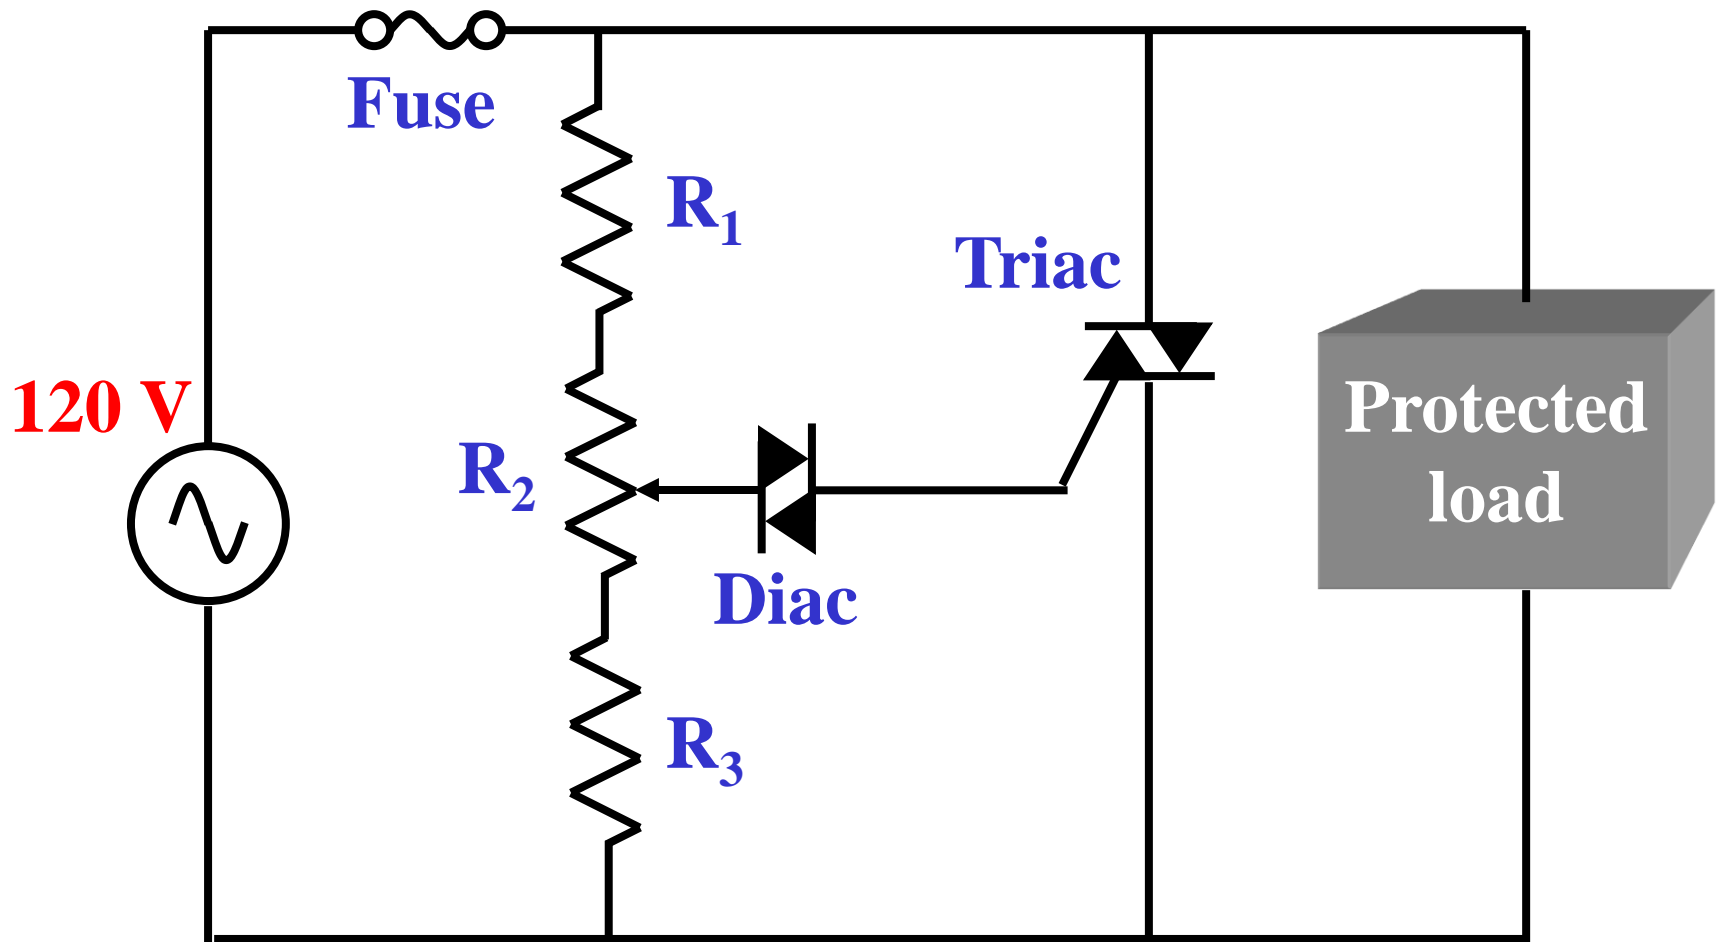 Fuse
R1
Triac
120 V
Protected
load
R2
Diac
R3